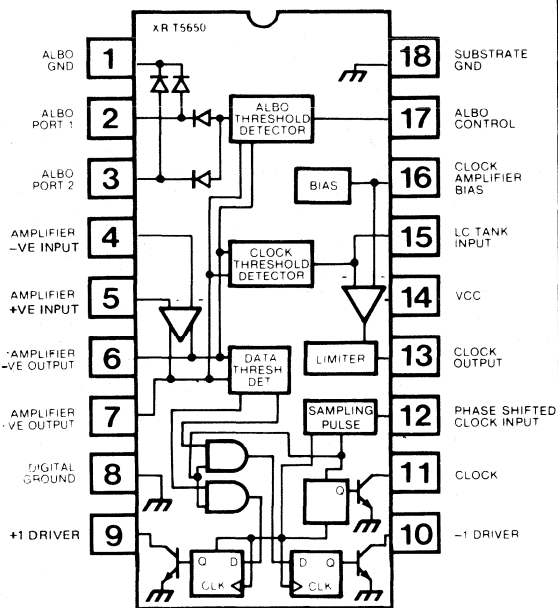 XR T5650
1
ALBO
GND
2
ALBO
PORT 1
3
ALBO
PORT 2
4
AMPLIFIER
–VE INPUT
5
AMPLIFIER
+VE INPUT
6
AMPLIFIER
–VE OUTPUT
7
AMPLIFIER
VE OUTPUT
8
DIGITAL
GROUND
9
+1 DRIVER
18
SUBSTRATE
GND
17
ALBO
CONTROL
16
CLOCK
AMPLIFIER
BIAS
15
LC TANK
INPUT
14
VCC
13
CLOCK
OUTPUT
12
PHASE SHIFTED
CLOCK INPUT
11
CLOCK
10
–1 DRIVER
ALBO
THRESHOLD
DETECTOR
BIAS
CLOCK
THRESHOLD
DETECTOR
LIMITER
DATA
THRESH
DET
SAMPLING
PULSE
Q
Q D
CLK
D Q
CLK